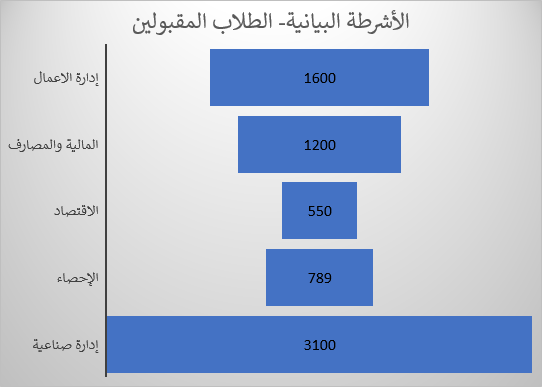 الأشرطة البيانية- الطلاب المقبولين
إدارة الاعمال
1600
المالية والمصارف
1200
الاقتصاد
550
الإحصاء
789
إدارة صناعية
3100